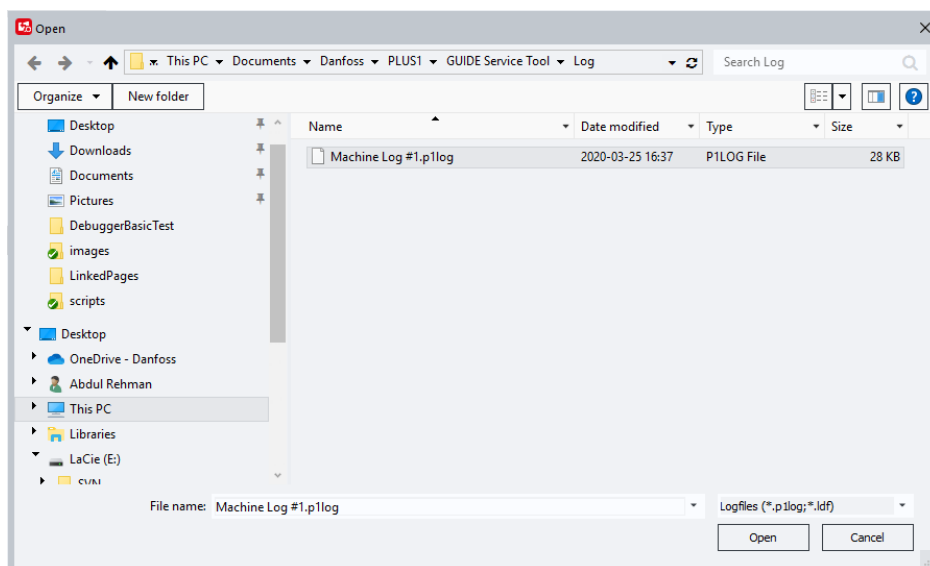 Open
This PC Documents Danfoss PLUS1 GUIDE Service Tool Log Search Log
Organize New folder
Name Date modified Type Size
Machine Log #1.p1log 2020-03-25 16:37 P1LOG File 28 KB
Desktop
Downloads
Documents
Pictures
DebuggerBasicTest
images
LinkedPages
scripts
Desktop
OneDrive - Danfoss
Abdul Rehman
This PC
Libraries
LaCie (E:)
SVN
File name: Machine Log #1.p1log Logfiles (*.p1log;*.ldf)
Open Cancel